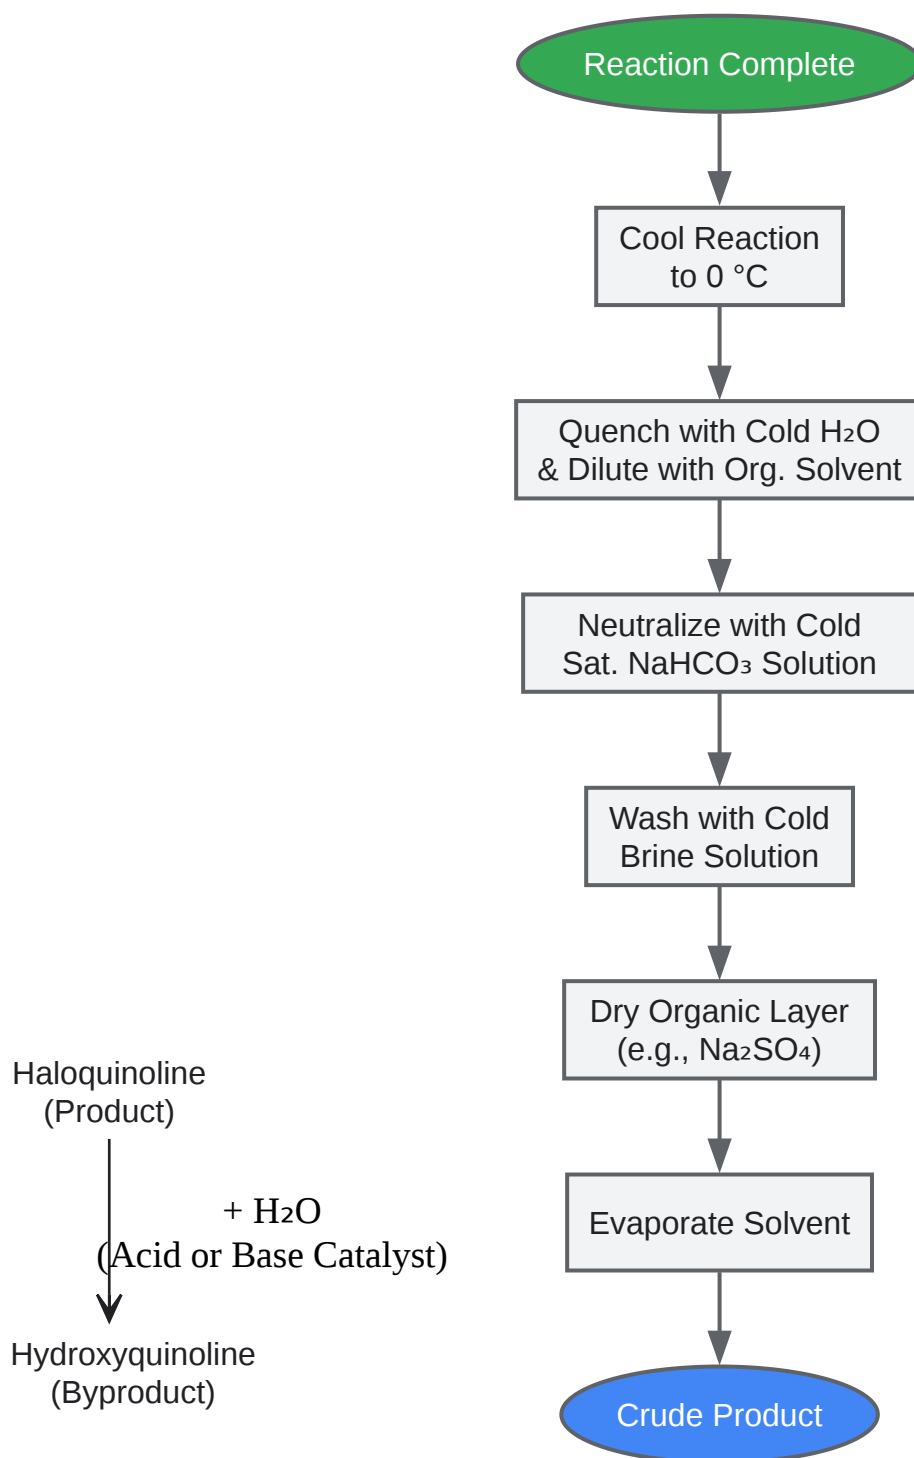 Reaction Complete
Cool Reaction
to 0 °C
Quench with Cold H₂O
& Dilute with Org. Solvent
Neutralize with Cold
Sat. NaHCO₃ Solution
Wash with Cold
Brine Solution
Dry Organic Layer
(e.g., Na₂SO₄)
Evaporate Solvent
Crude Product
Haloquinoline
(Product)
+ H₂O
(Acid or Base Catalyst)
Hydroxyquinoline
(Byproduct)